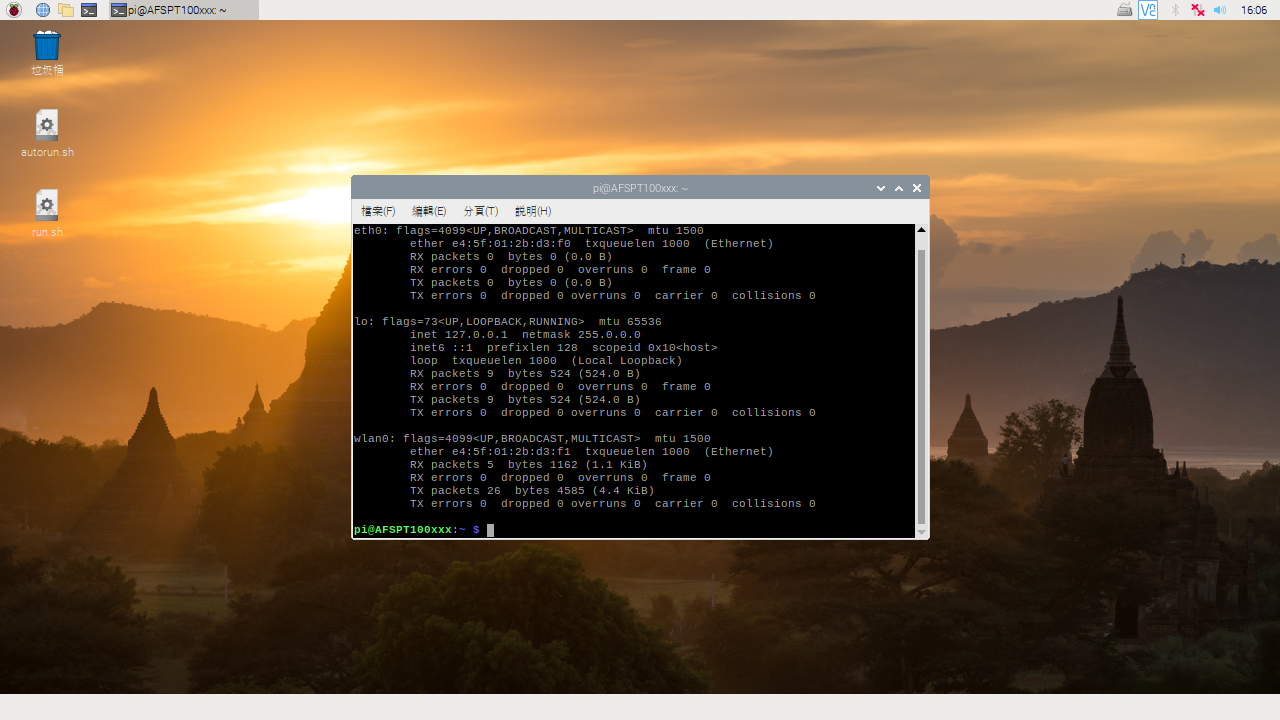 pi@AFSPT100xxx: ~
16:06
垃圾桶
autorun.sh
run.sh
pi@AFSPT100xxx: ~
檔案(F) 編輯(E) 分頁(T) 說明(H)
eth0: flags=4099<UP,BROADCAST,MULTICAST>  mtu 1500
        ether e4:5f:01:2b:d3:f0  txqueuelen 1000  (Ethernet)
        RX packets 0  bytes 0 (0.0 B)
        RX errors 0  dropped 0  overruns 0  frame 0
        TX packets 0  bytes 0 (0.0 B)
        TX errors 0  dropped 0 overruns 0  carrier 0  collisions 0
lo: flags=73<UP,LOOPBACK,RUNNING>  mtu 65536
        inet 127.0.0.1  netmask 255.0.0.0
        inet6 ::1  prefixlen 128  scopeid 0x10<host>
        loop  txqueuelen 1000  (Local Loopback)
        RX packets 9  bytes 524 (524.0 B)
        RX errors 0  dropped 0  overruns 0  frame 0
        TX packets 9  bytes 524 (524.0 B)
        TX errors 0  dropped 0 overruns 0  carrier 0  collisions 0
wlan0: flags=4099<UP,BROADCAST,MULTICAST>  mtu 1500
        ether e4:5f:01:2b:d3:f1  txqueuelen 1000  (Ethernet)
        RX packets 5  bytes 1162 (1.1 KiB)
        RX errors 0  dropped 0  overruns 0  frame 0
        TX packets 26  bytes 4585 (4.4 KiB)
        TX errors 0  dropped 0 overruns 0  carrier 0  collisions 0
pi@AFSPT100xxx:~ $